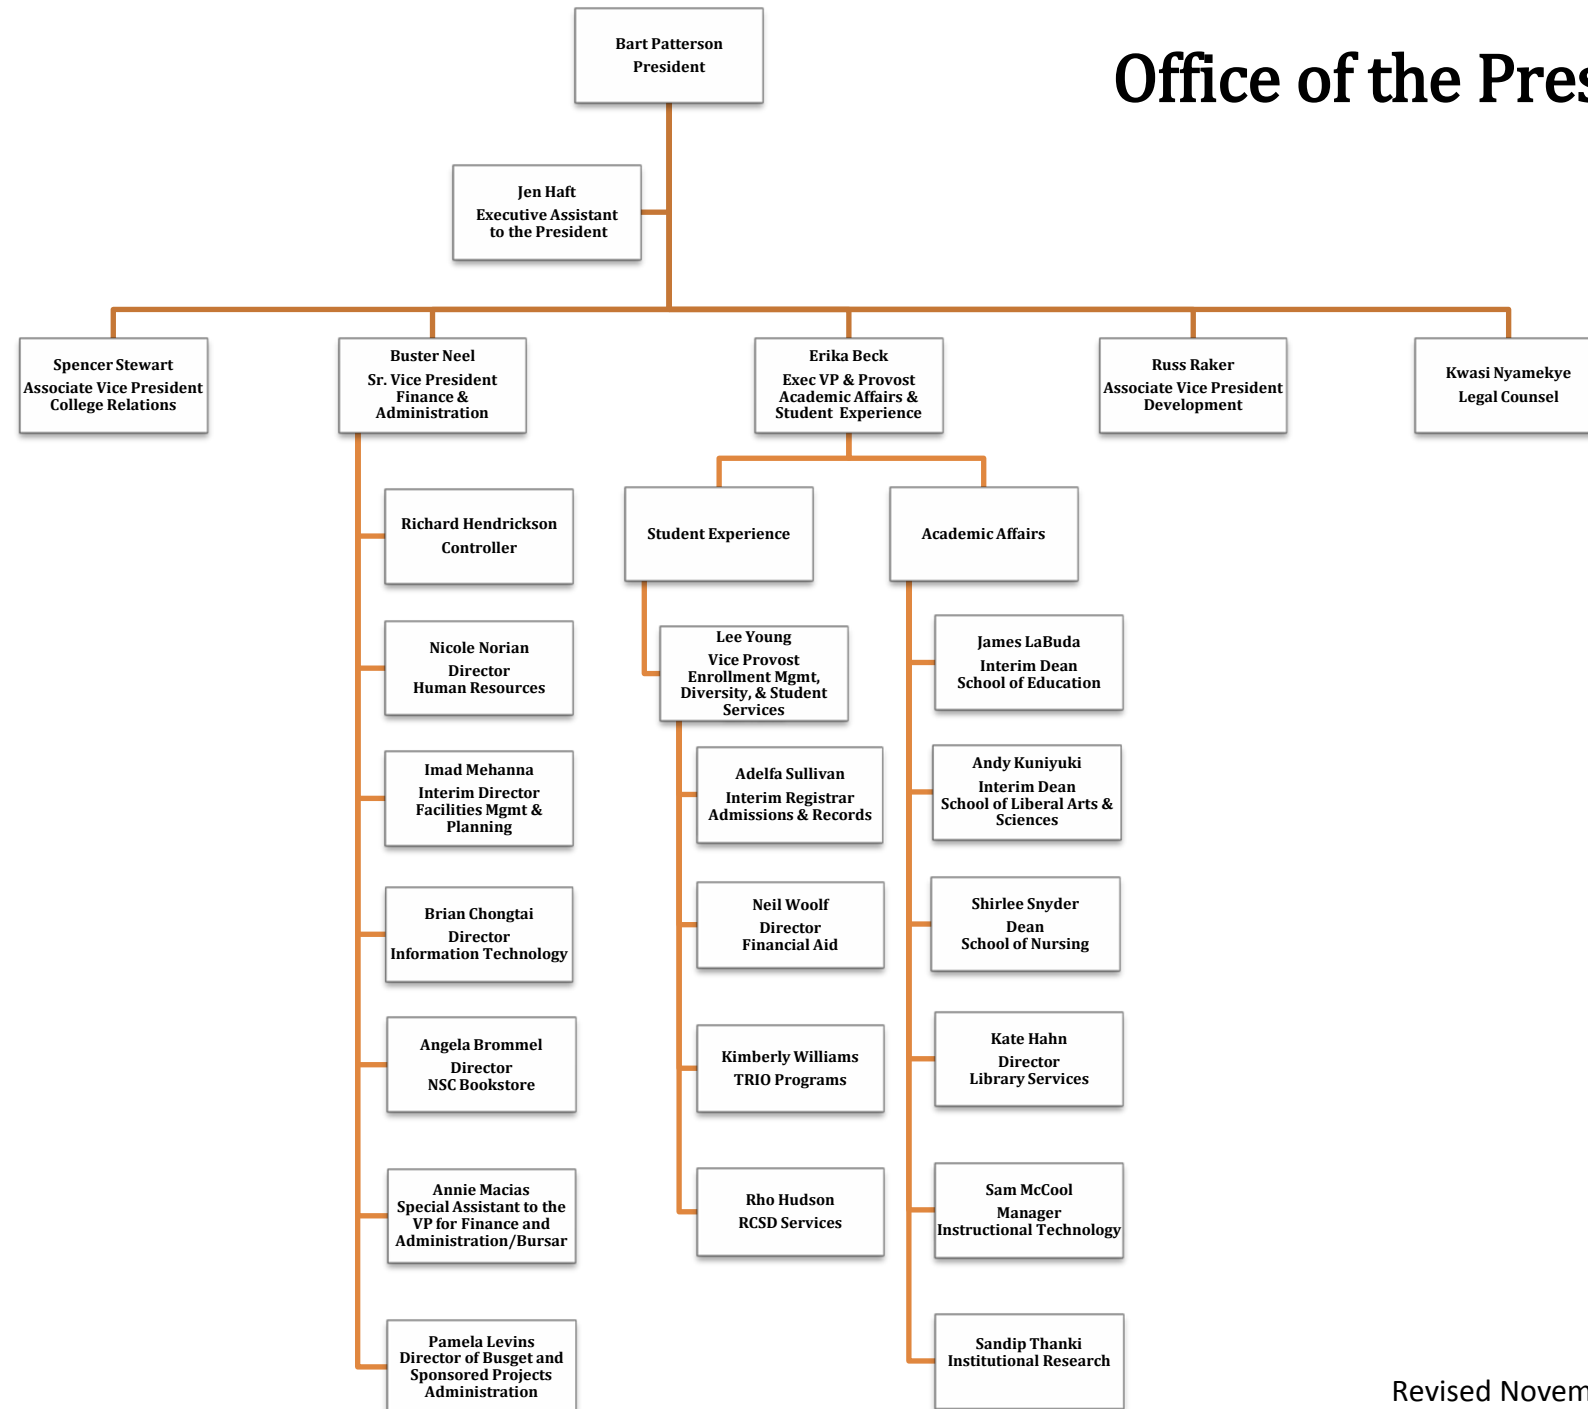 Office of the Pres
Bart Patterson
President
Jen Haft
Executive Assistant
to the President
Spencer Stewart
Associate Vice President
College Relations
Buster Neel
Sr. Vice President
Finance &
Administration
Erika Beck
Exec VP & Provost
Academic Affairs &
Student Experience
Russ Raker
Associate Vice President
Development
Kwasi Nyamekye
Legal Counsel
Richard Hendrickson
Controller
Nicole Norian
Director
Human Resources
Imad Mehanna
Interim Director
Facilities Mgmt &
Planning
Brian Chongtai
Director
Information Technology
Angela Brommel
Director
NSC Bookstore
Annie Macias
Special Assistant to the
VP for Finance and
Administration/Bursar
Pamela Levins
Director of Busget and
Sponsored Projects
Administration
Student Experience
Lee Young
Vice Provost
Enrollment Mgmt,
Diversity, & Student
Services
Adelfa Sullivan
Interim Registrar
Admissions & Records
Neil Woolf
Director
Financial Aid
Kimberly Williams
TRIO Programs
Rho Hudson
RCSD Services
Academic Affairs
James LaBuda
Interim Dean
School of Education
Andy Kuniyuki
Interim Dean
School of Liberal Arts &
Sciences
Shirlee Snyder
Dean
School of Nursing
Kate Hahn
Director
Library Services
Sam McCool
Manager
Instructional Technology
Sandip Thanki
Institutional Research
Revised Novem